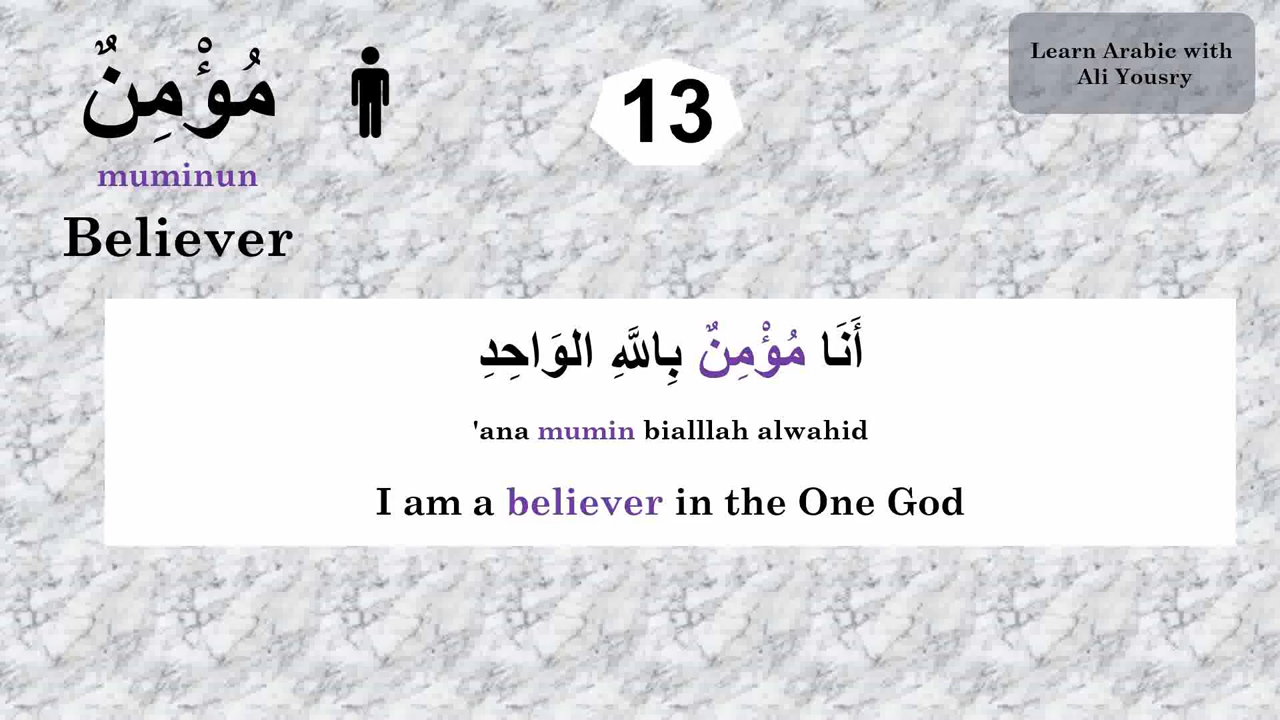 مُؤْمِنٌ
13
Learn Arabic with
Ali Yousry
muminun
Believer
أَنَا مُؤْمِنٌ بِاللَّهِ الوَاحِدِ
'ana mumin bialllah alwahid
I am a believer in the One God